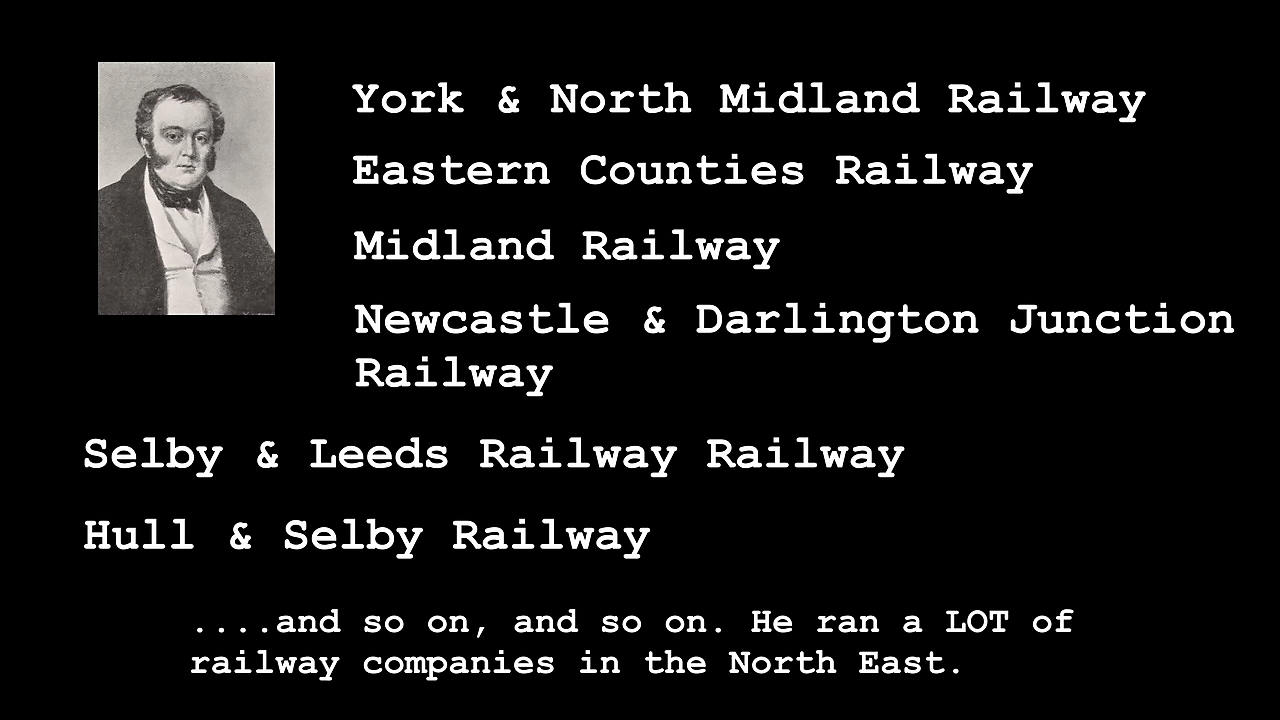 York & North Midland Railway
Eastern Counties Railway
Midland Railway
Newcastle & Darlington Junction
Railway
Selby & Leeds Railway Railway
Hull & Selby Railway
....and so on, and so on. He ran a LOT of
railway companies in the North East.